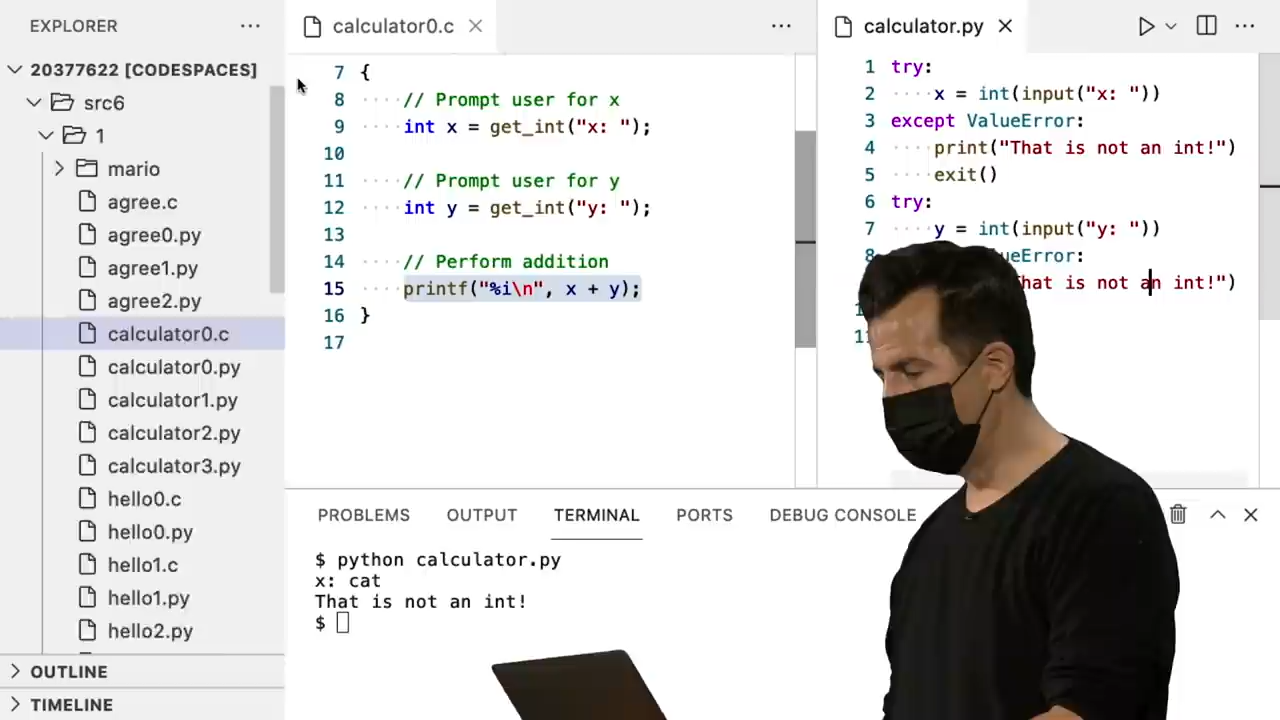 EXPLORER
20377622 [CODESPACES]
src6
1
mario
agree.c
agree0.py
agree1.py
agree2.py
calculator0.c
calculator0.py
calculator1.py
calculator2.py
calculator3.py
hello0.c
hello0.py
hello1.c
hello1.py
hello2.py
OUTLINE
TIMELINE
calculator0.c
7 {
8 // Prompt user for x
9 int x = get_int("x: ");
10
11 // Prompt user for y
12 int y = get_int("y: ");
13
14 // Perform addition
15 printf("%i\n", x + y);
16 }
17
calculator.py
1 try:
2 x = int(input("x: "))
3 except ValueError:
4 print("That is not an int!")
5 exit()
6 try:
7 y = int(input("y: "))
8 ueError:
hat is not an int!")
PROBLEMS OUTPUT TERMINAL PORTS DEBUG CONSOLE
$ python calculator.py
x: cat
That is not an int!
$